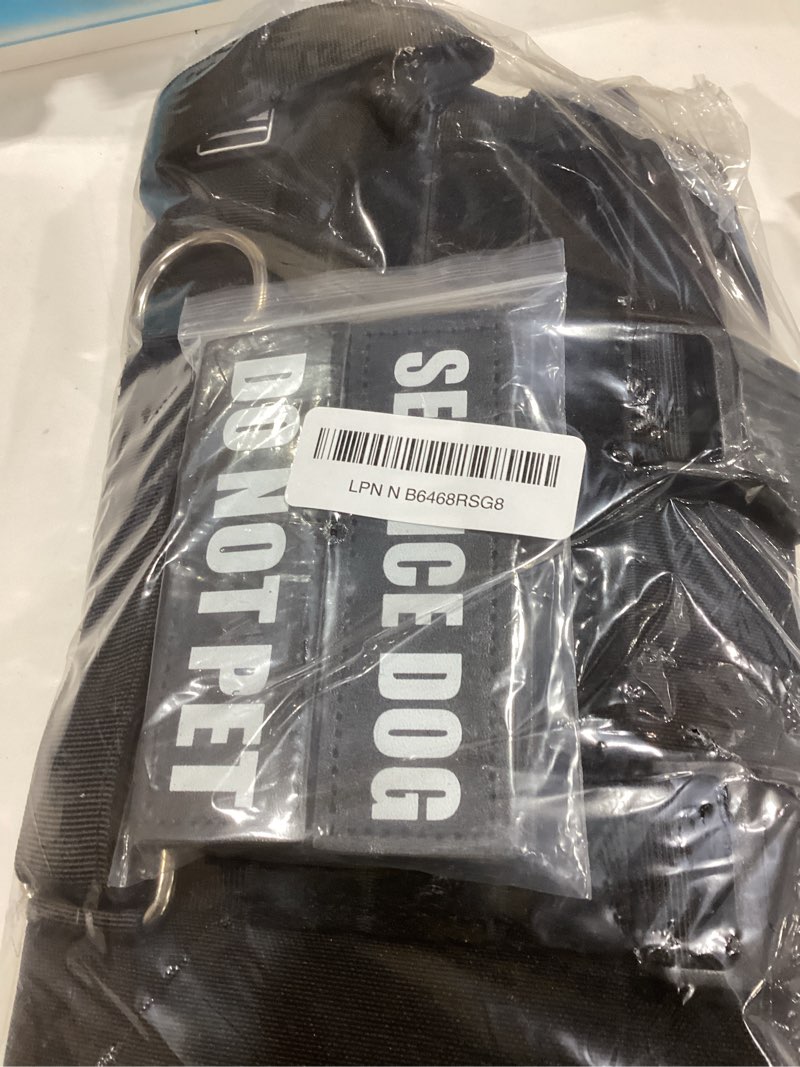 DO NOT PET
SE ICE DOG
LPN N B6468RSG8